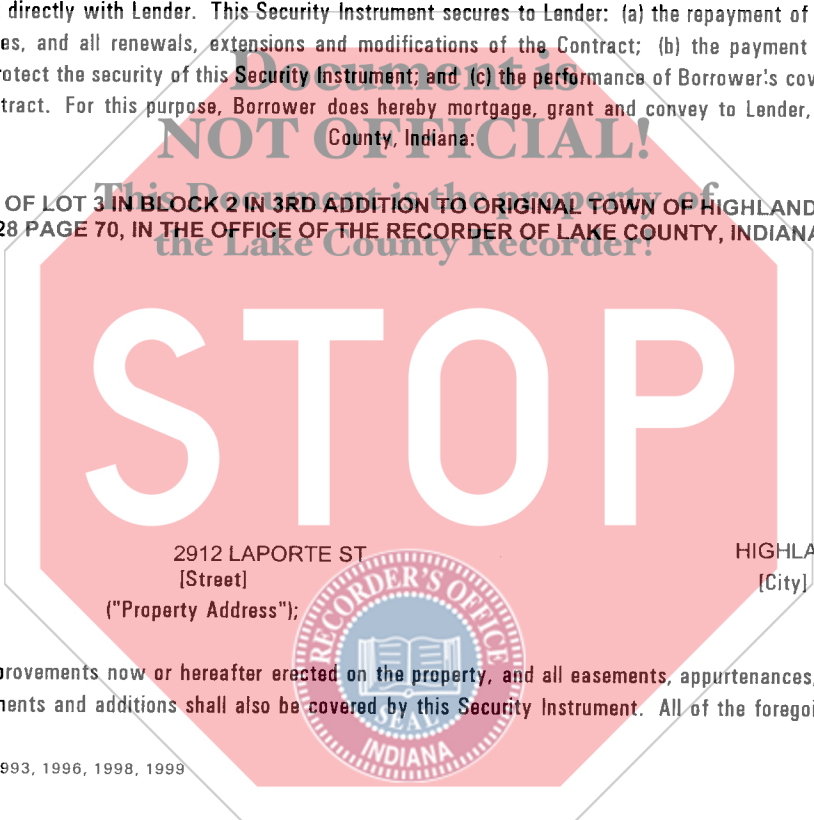 directly with Lender. This Security Instrument secures to Lender: (a) the repayment of
es, and all renewals, extensions and modifications of the Contract; (b) the payment
Document is
rotect the security of this Security Instrument; and (c) the performance of Borrower's cov
tract. For this purpose, Borrower does hereby mortgage, grant and convey to Lender,
NOT OFFICIAL!
County, Indiana:
This Document is the property of
OF LOT 3 IN BLOCK 2 IN 3RD ADDITION TO ORIGINAL TOWN OF HIGHLAND
28 PAGE 70, IN THE OFFICE OF THE RECORDER OF LAKE COUNTY, INDIANA
the Lake County Recorder!
STOP
2912 LAPORTE ST HIGHLA
[Street] [City]
("Property Address");
RECORDER'S OFFICE
provements now or hereafter erected on the property, and all easements, appurtenances,
nents and additions shall also be covered by this Security Instrument. All of the foregoi
SEAL
INDIANA
993, 1996, 1998, 1999